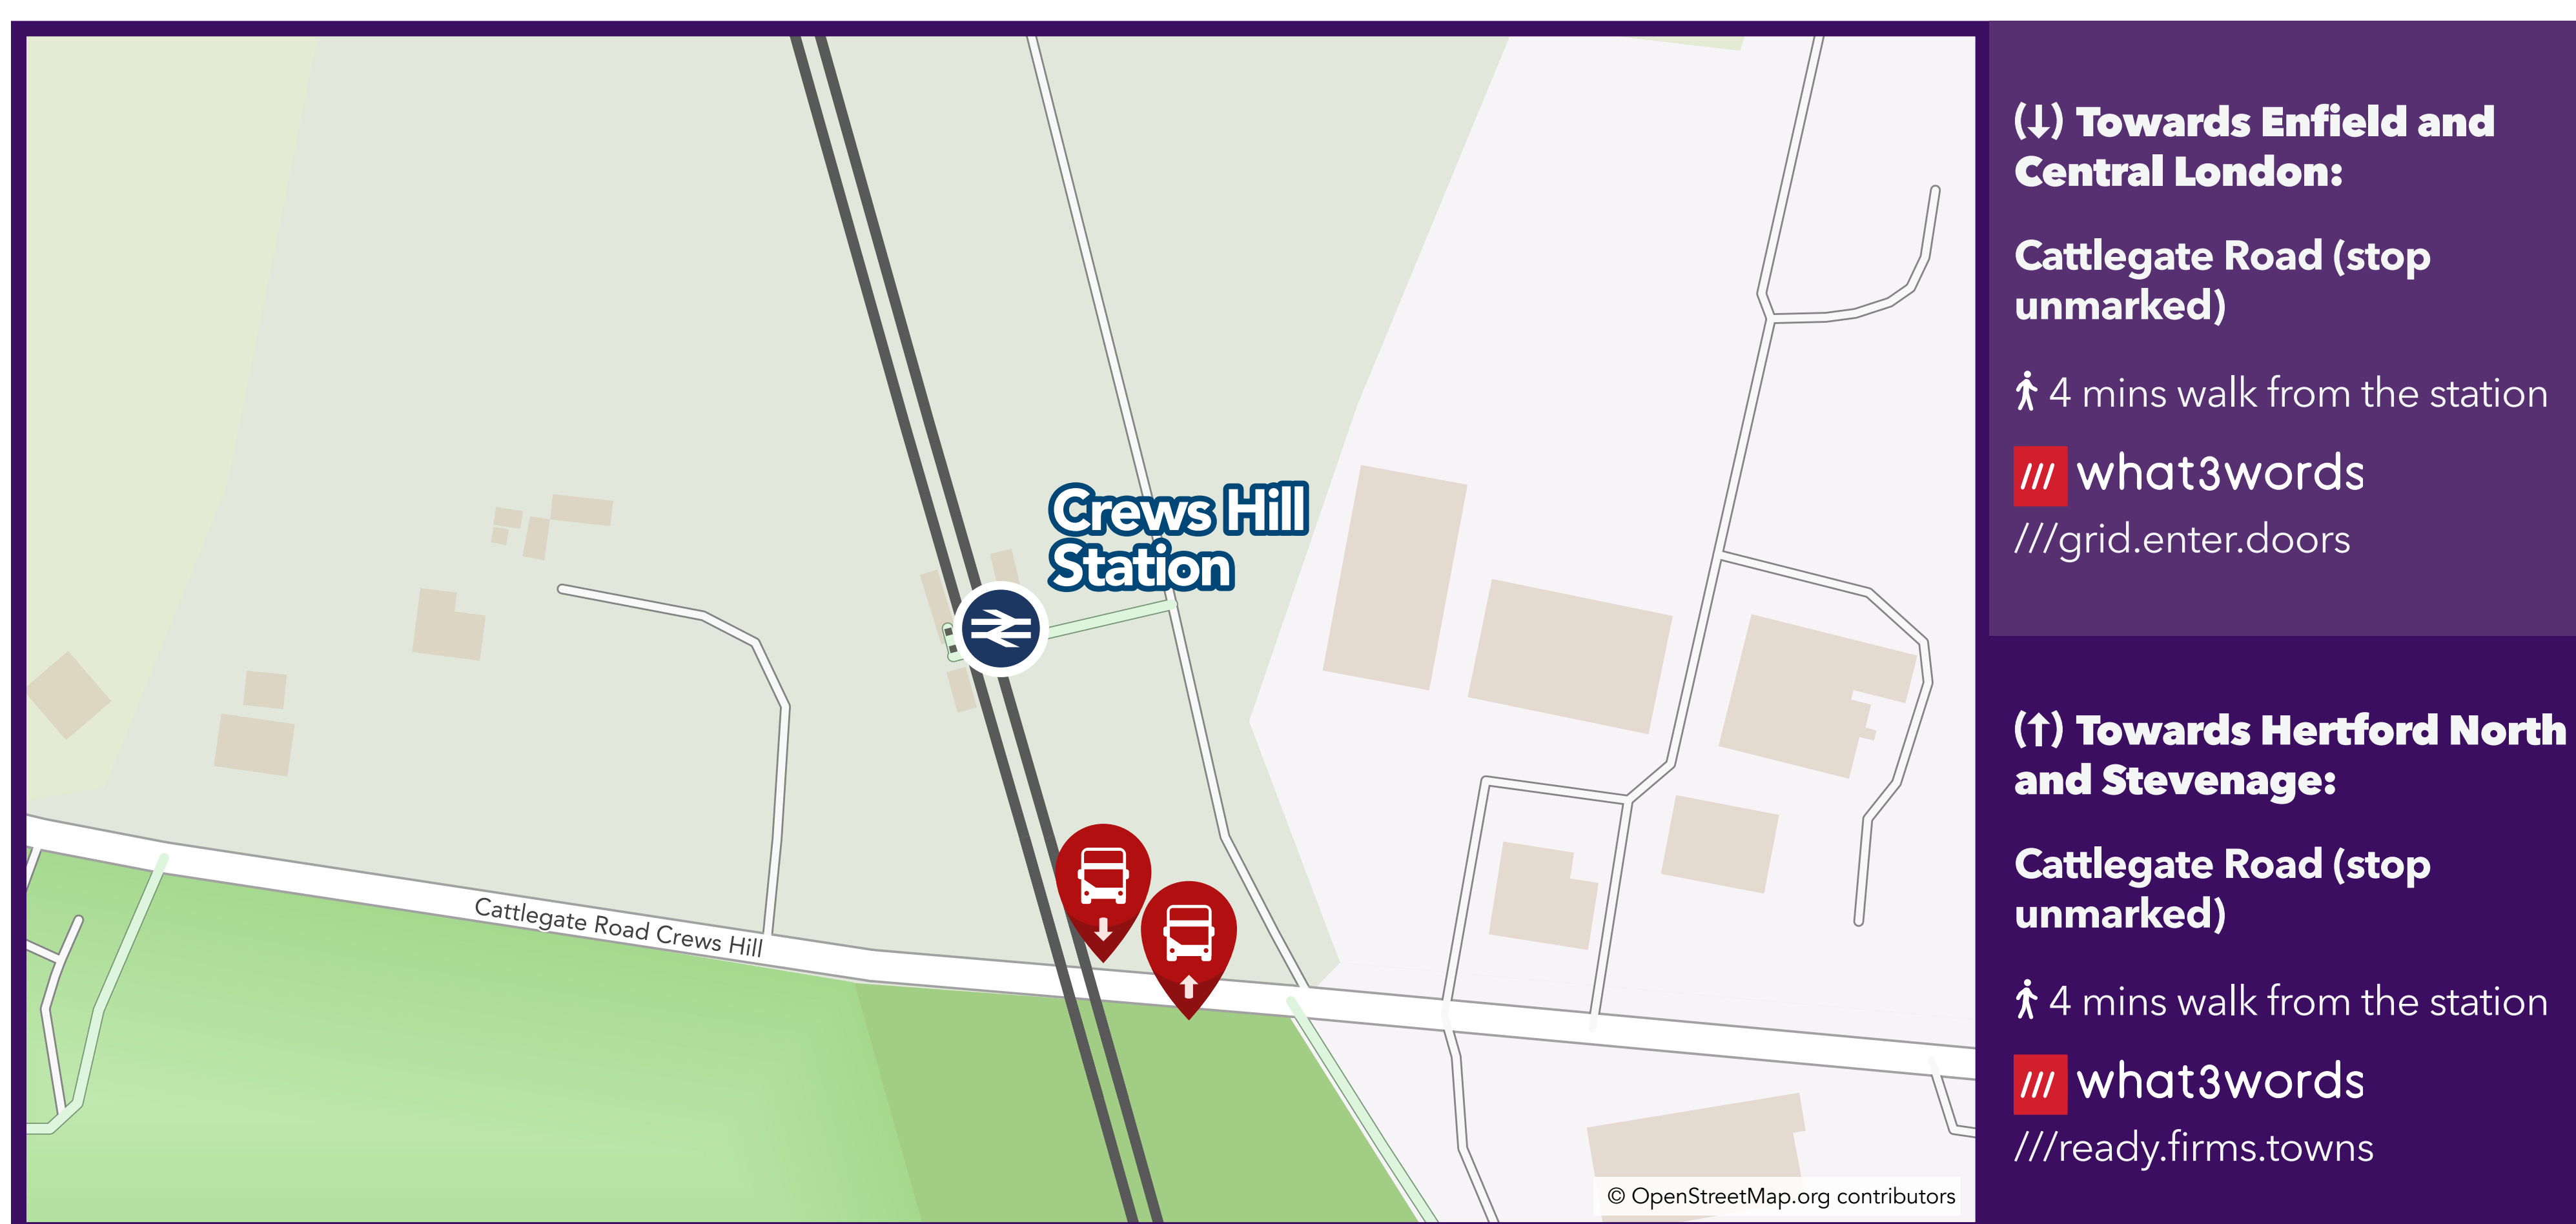 Crews Hill
Station
Cattlegate Road Crews Hill
© OpenStreetMap.org contributors
(↓) Towards Enfield and
Central London:
Cattlegate Road (stop
unmarked)
4 mins walk from the station
/// what3words
///grid.enter.doors
(↑) Towards Hertford North
and Stevenage:
Cattlegate Road (stop
unmarked)
4 mins walk from the station
/// what3words
///ready.firms.towns